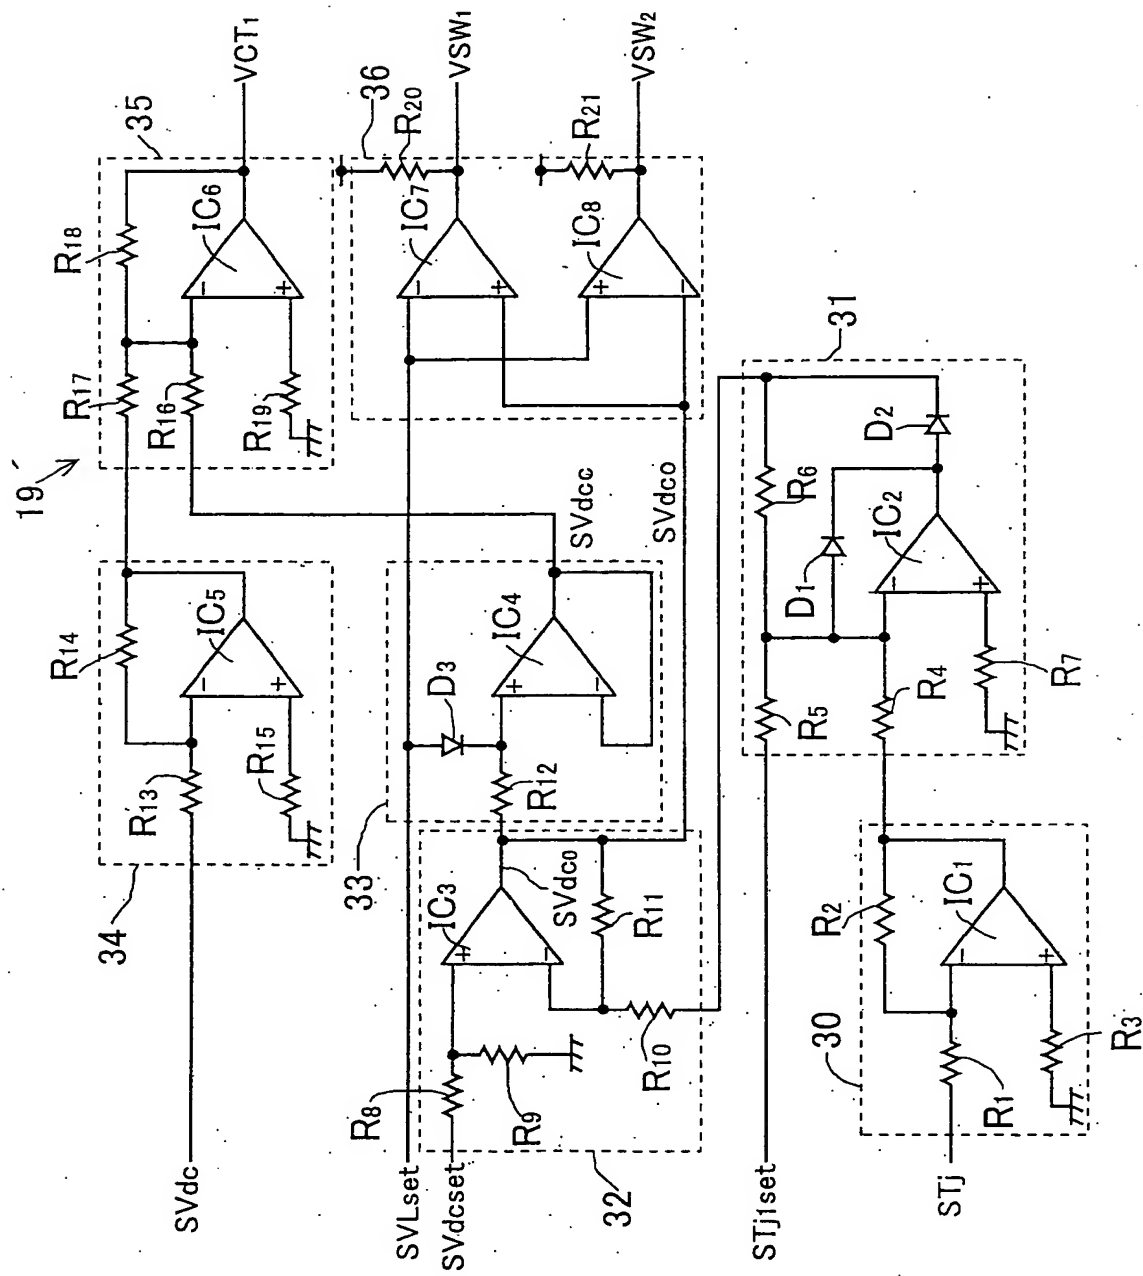 19′
34
R14
R13
IC5
R15
SVdc
35
R18
R17
R16
IC6
R19
VCT1
36
R20
IC7
VSW1
R21
IC8
VSW2
33
D3
IC4
R12
SVdcc
SVdco
32
R8
R9
IC3
SVdco
R11
R10
SVLset
SVdcset
31
R6
D2
D1
IC2
R5
R4
R7
STj1set
30
R2
IC1
R1
R3
STj